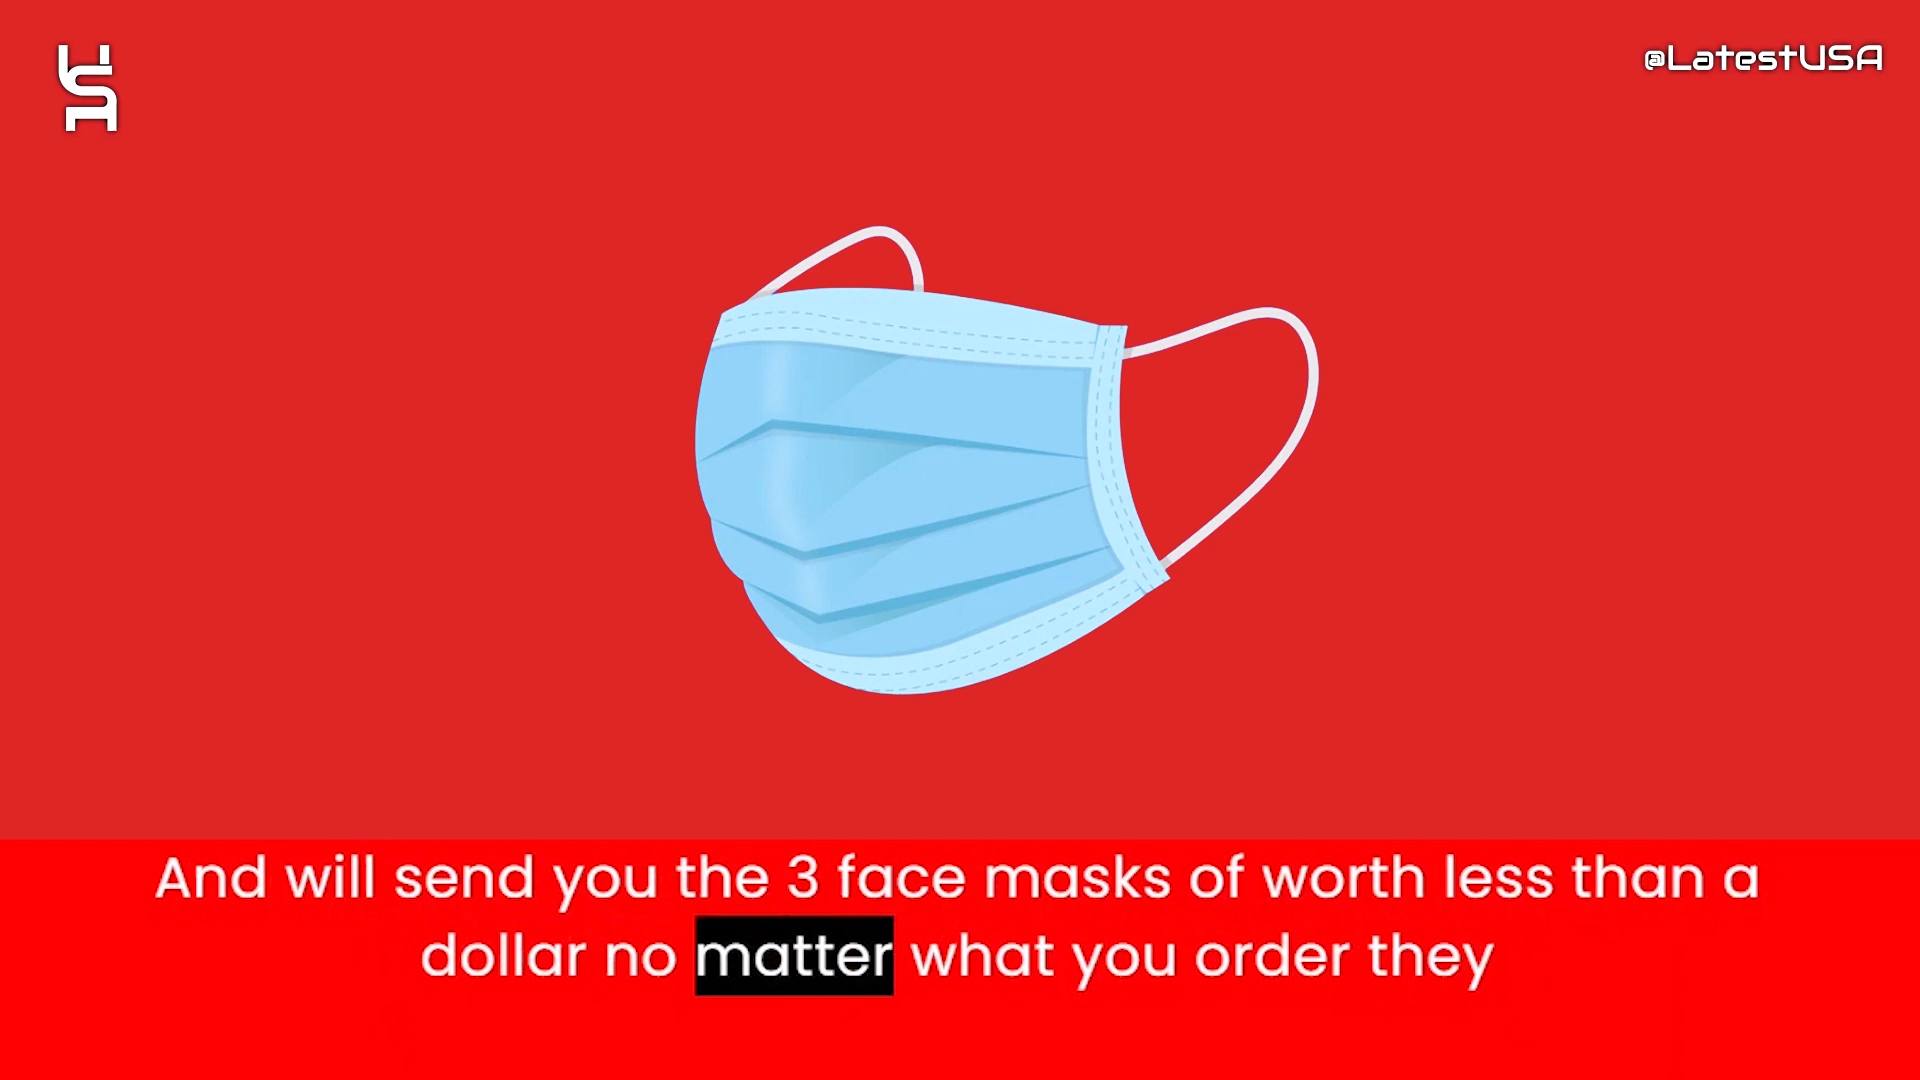 USA
@LatestUSA
And will send you the 3 face masks of worth less than a
dollar no matter what you order they